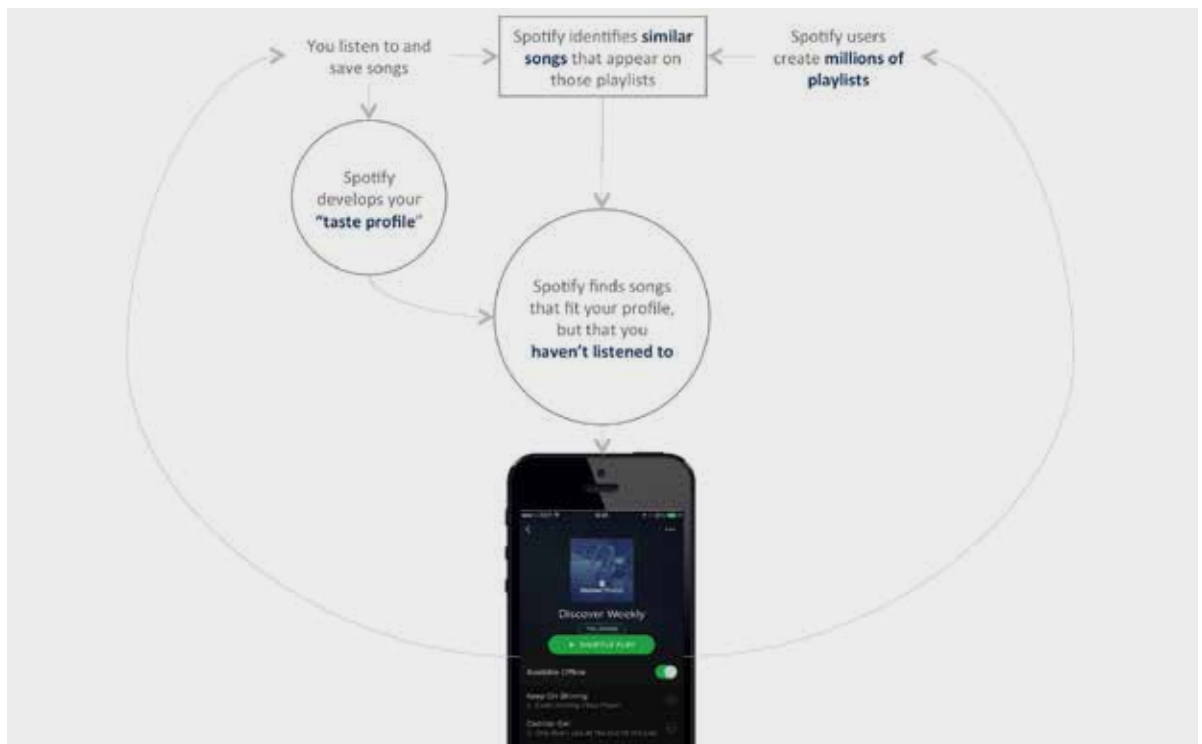 You listen to and
save songs
Spotify identifies similar
songs that appear on
those playlists
Spotify users
create millions of
playlists
Spotify
develops your
“taste profile”
Spotify finds songs
that fit your profile,
but that you
haven’t listened to
Discover Weekly
SHUFFLE PLAY
Available Offline
Keep On Shining